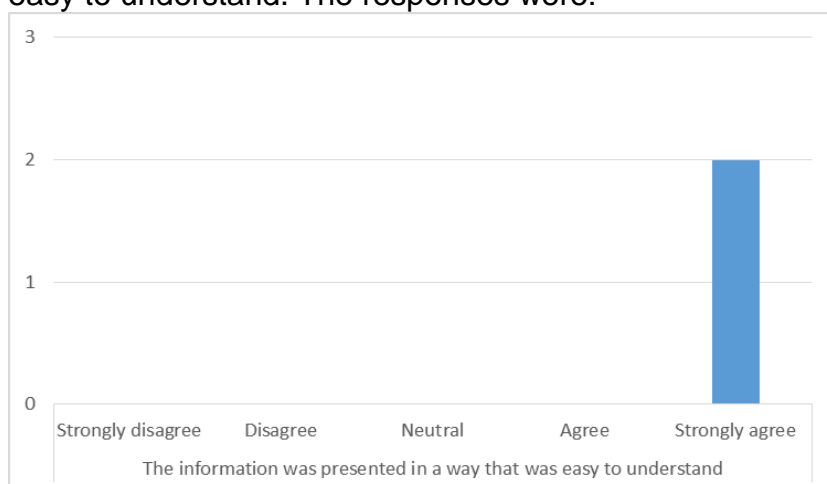 easy to understand. The responses were:
3
2
1
0
Strongly disagree Disagree Neutral Agree Strongly agree
The information was presented in a way that was easy to understand